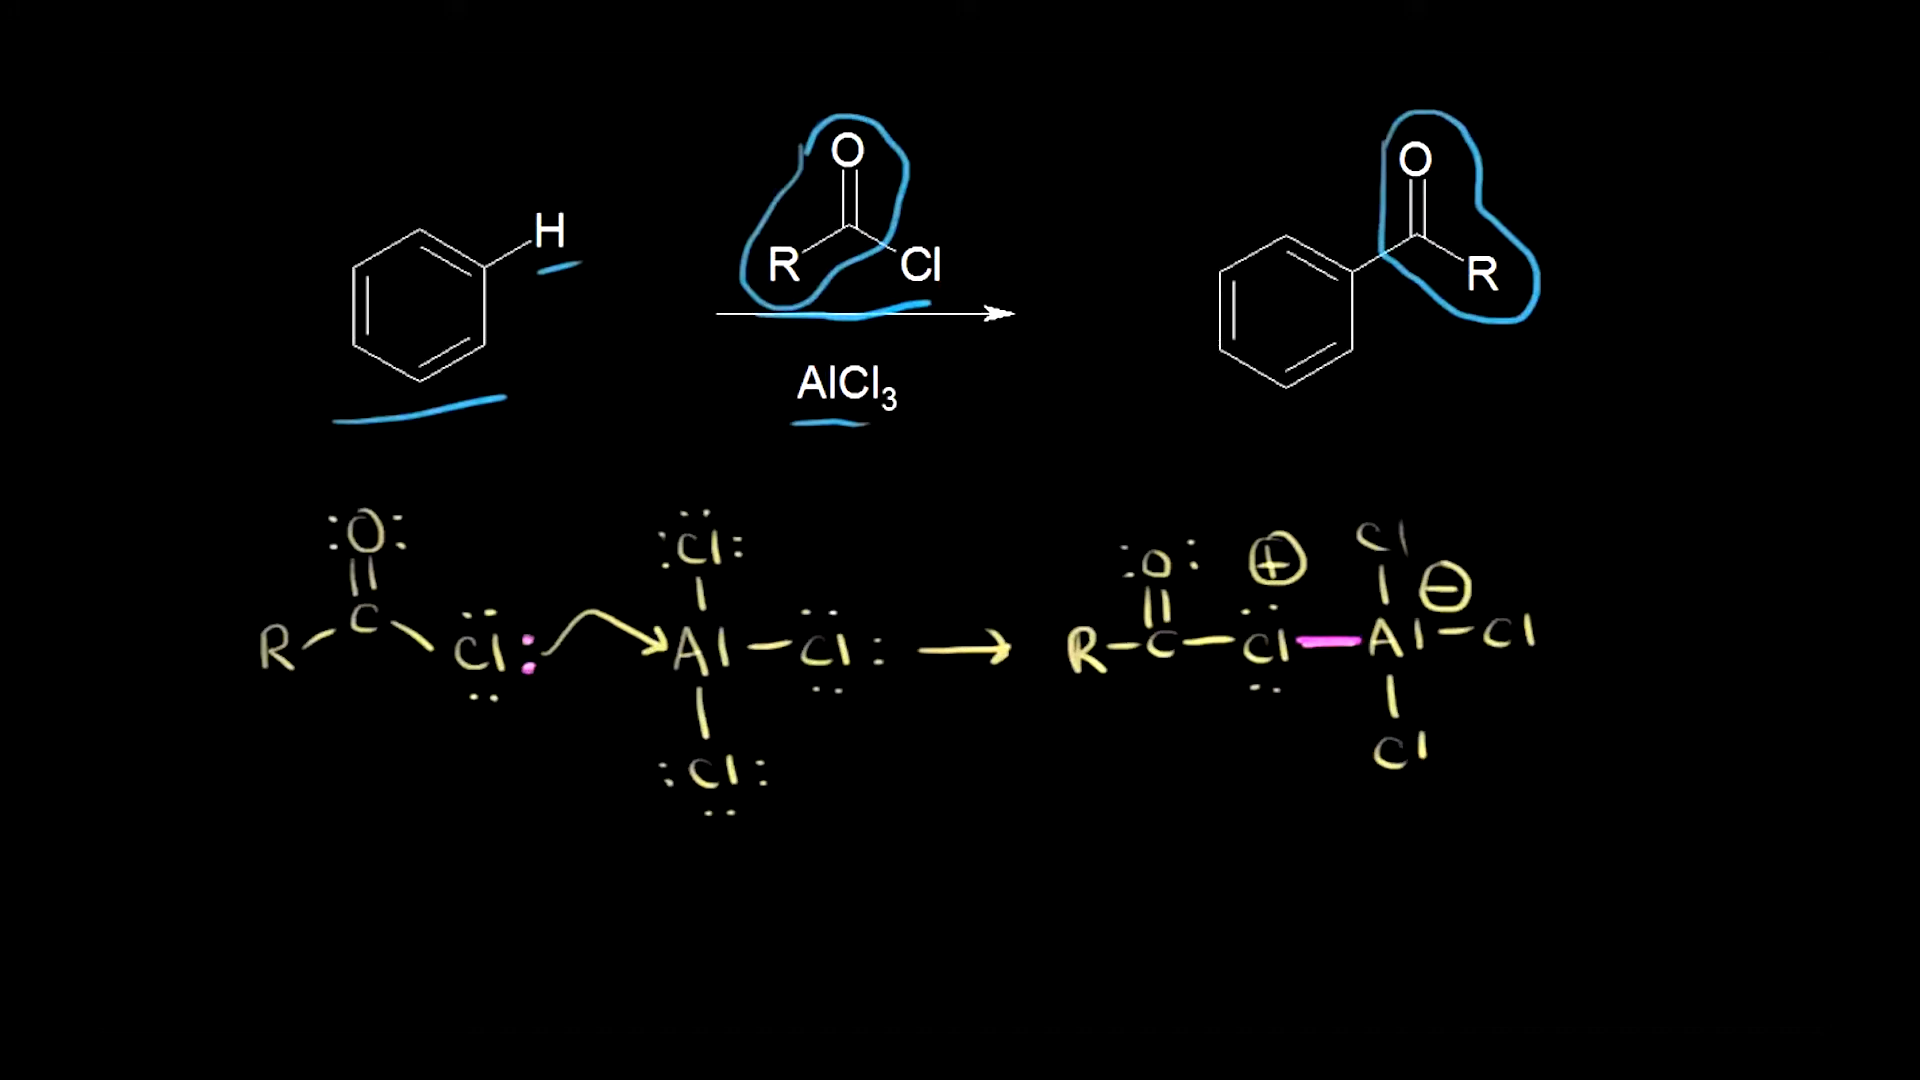 O O
H
R Cl R
AlCl₃
:O: :Cl: :O: ⊕ Cl ⊖
R C Cl: Al Cl: → R C Cl Al Cl
:Cl: Cl